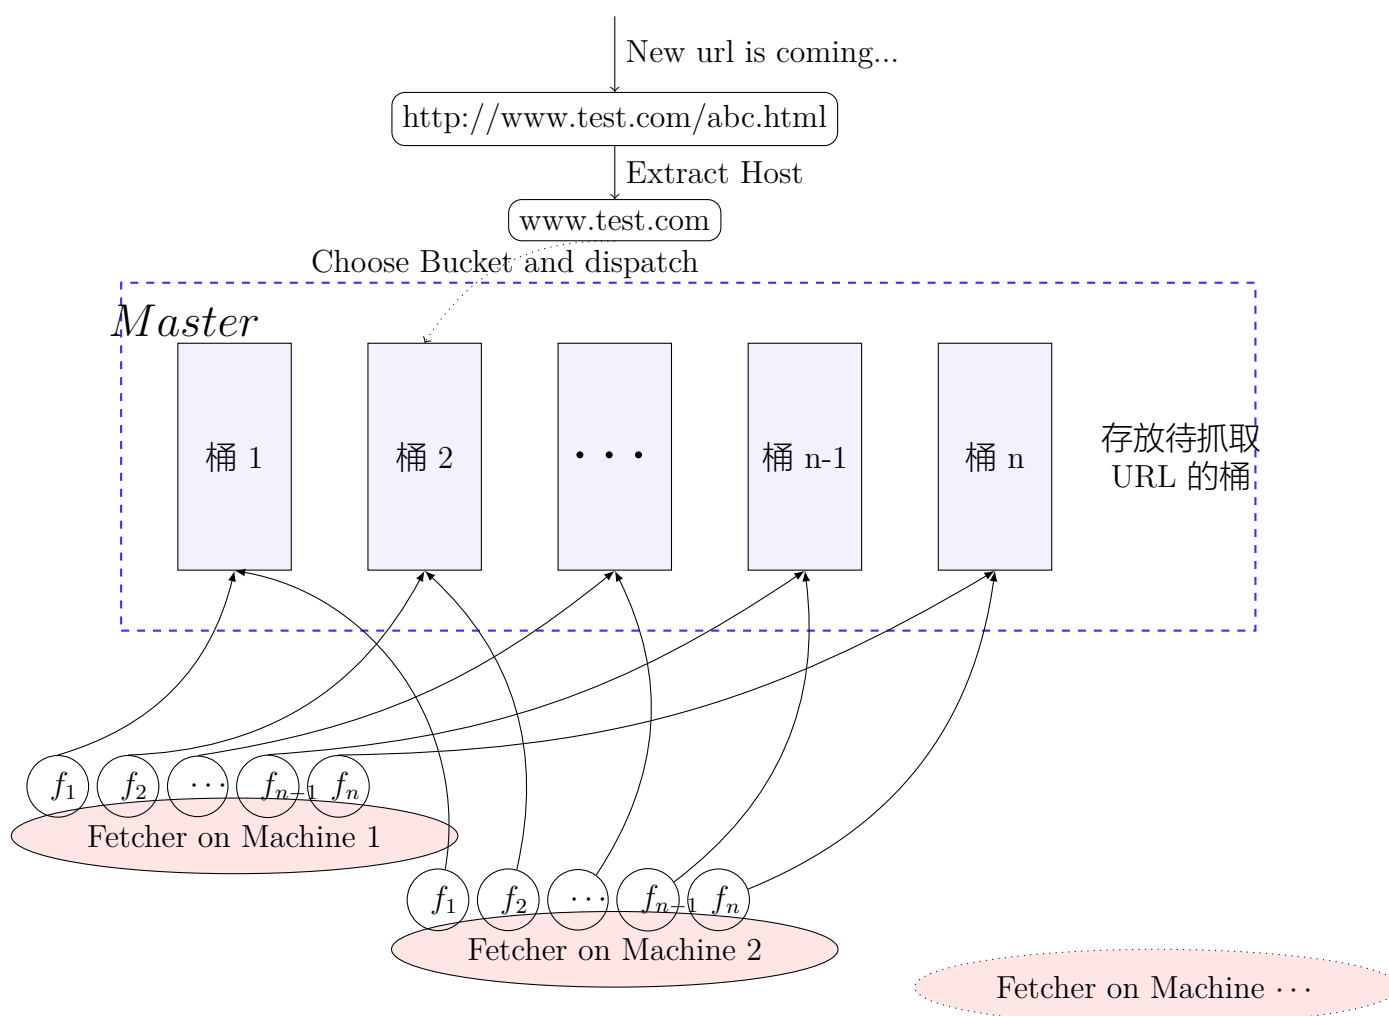 New url is coming...
http://www.test.com/abc.html
Extract Host
www.test.com
Choose Bucket and dispatch
Master
桶 1
桶 2
···
桶 n-1
桶 n
存放待抓取
URL 的桶
f₁
f₂
···
fₙ₋₁
fₙ
Fetcher on Machine 1
f₁
f₂
···
fₙ₋₁
fₙ
Fetcher on Machine 2
Fetcher on Machine ···